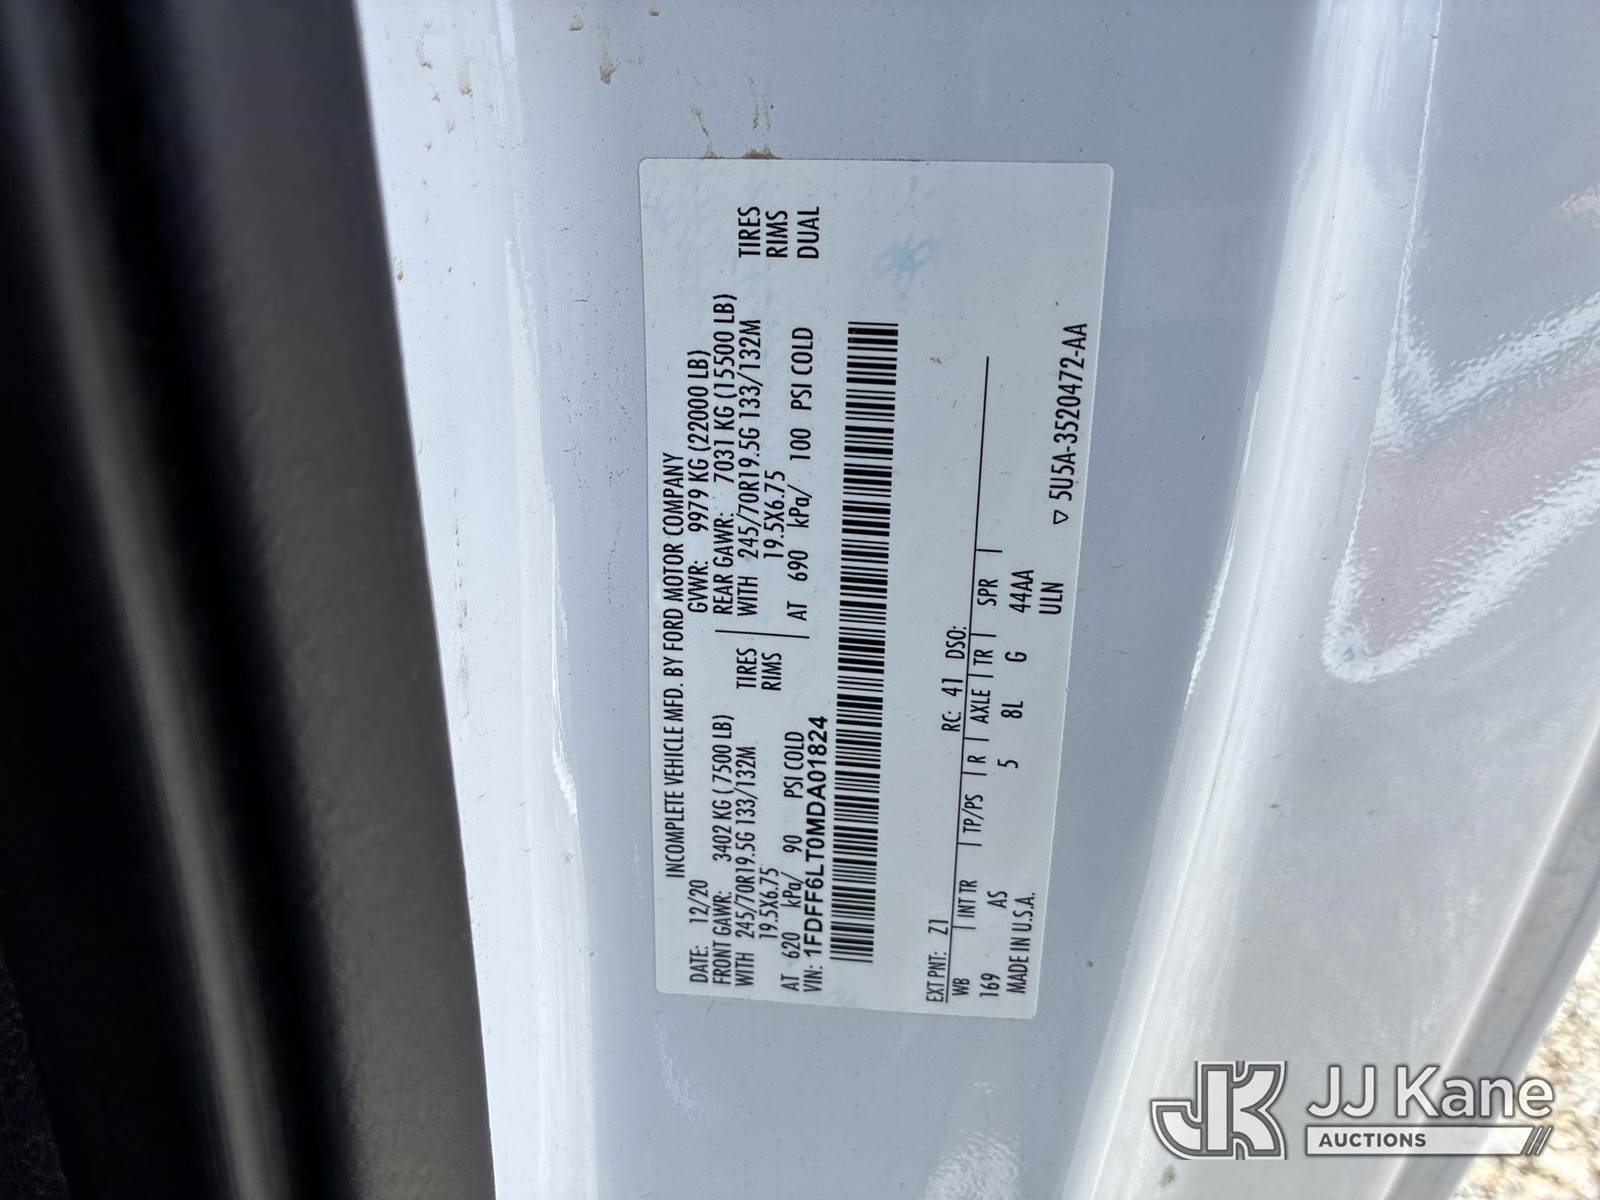 INCOMPLETE VEHICLE MFD. BY FORD MOTOR COMPANY
DATE: 12/20 GVWR: 9979 KG (22000 LB)
FRONT GAWR: 3402 KG ( 7500 LB) REAR GAWR: 7031 KG (15500 LB)
WITH 245/70R19.5G 133/132M TIRES WITH 245/70R19.5G 133/132M TIRES
19.5X6.75 RIMS 19.5X6.75 RIMS
AT 620 kPa/ 90 PSI COLD AT 690 kPa/ 100 PSI COLD DUAL
VIN: 1FDFF6LT0MDA01824
EXT PNT: Z1 RC: 41 DSO:
WB INT TR TP/PS R AXLE TR SPR
169 AS 5 8L G 44AA
MADE IN U.S.A. ULN
5U5A-3520472-AA
JK JJ Kane
AUCTIONS